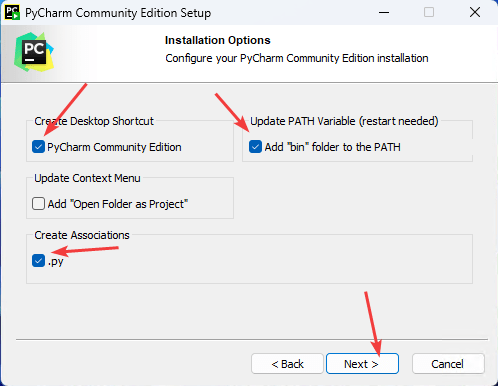 PyCharm Community Edition Setup
PC
Installation Options
Configure your PyCharm Community Edition installation
Create Desktop Shortcut
PyCharm Community Edition
Update PATH Variable (restart needed)
Add "bin" folder to the PATH
Update Context Menu
Add "Open Folder as Project"
Create Associations
.py
< Back
Next >
Cancel